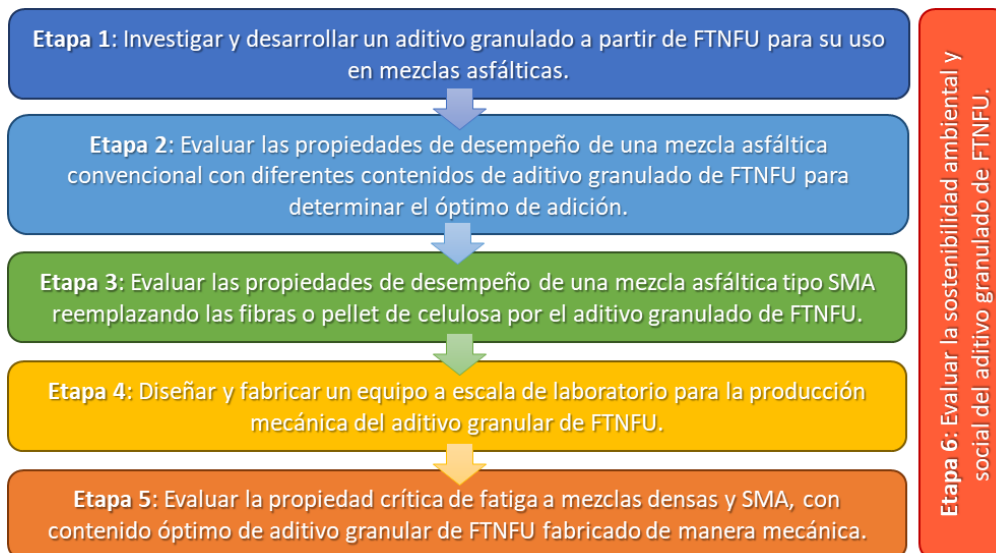 Etapa 1: Investigar y desarrollar un aditivo granulado a partir de FTNFU para su uso
en mezclas asfálticas.
Etapa 2: Evaluar las propiedades de desempeño de una mezcla asfáltica
convencional con diferentes contenidos de aditivo granulado de FTNFU para
determinar el óptimo de adición.
Etapa 3: Evaluar las propiedades de desempeño de una mezcla asfáltica tipo SMA
reemplazando las fibras o pellet de celulosa por el aditivo granulado de FTNFU.
Etapa 4: Diseñar y fabricar un equipo a escala de laboratorio para la producción
mecánica del aditivo granular de FTNFU.
Etapa 5: Evaluar la propiedad crítica de fatiga a mezclas densas y SMA, con
contenido óptimo de aditivo granular de FTNFU fabricado de manera mecánica.
Etapa 6: Evaluar la sostenibilidad ambiental y
social del aditivo granulado de FTNFU.